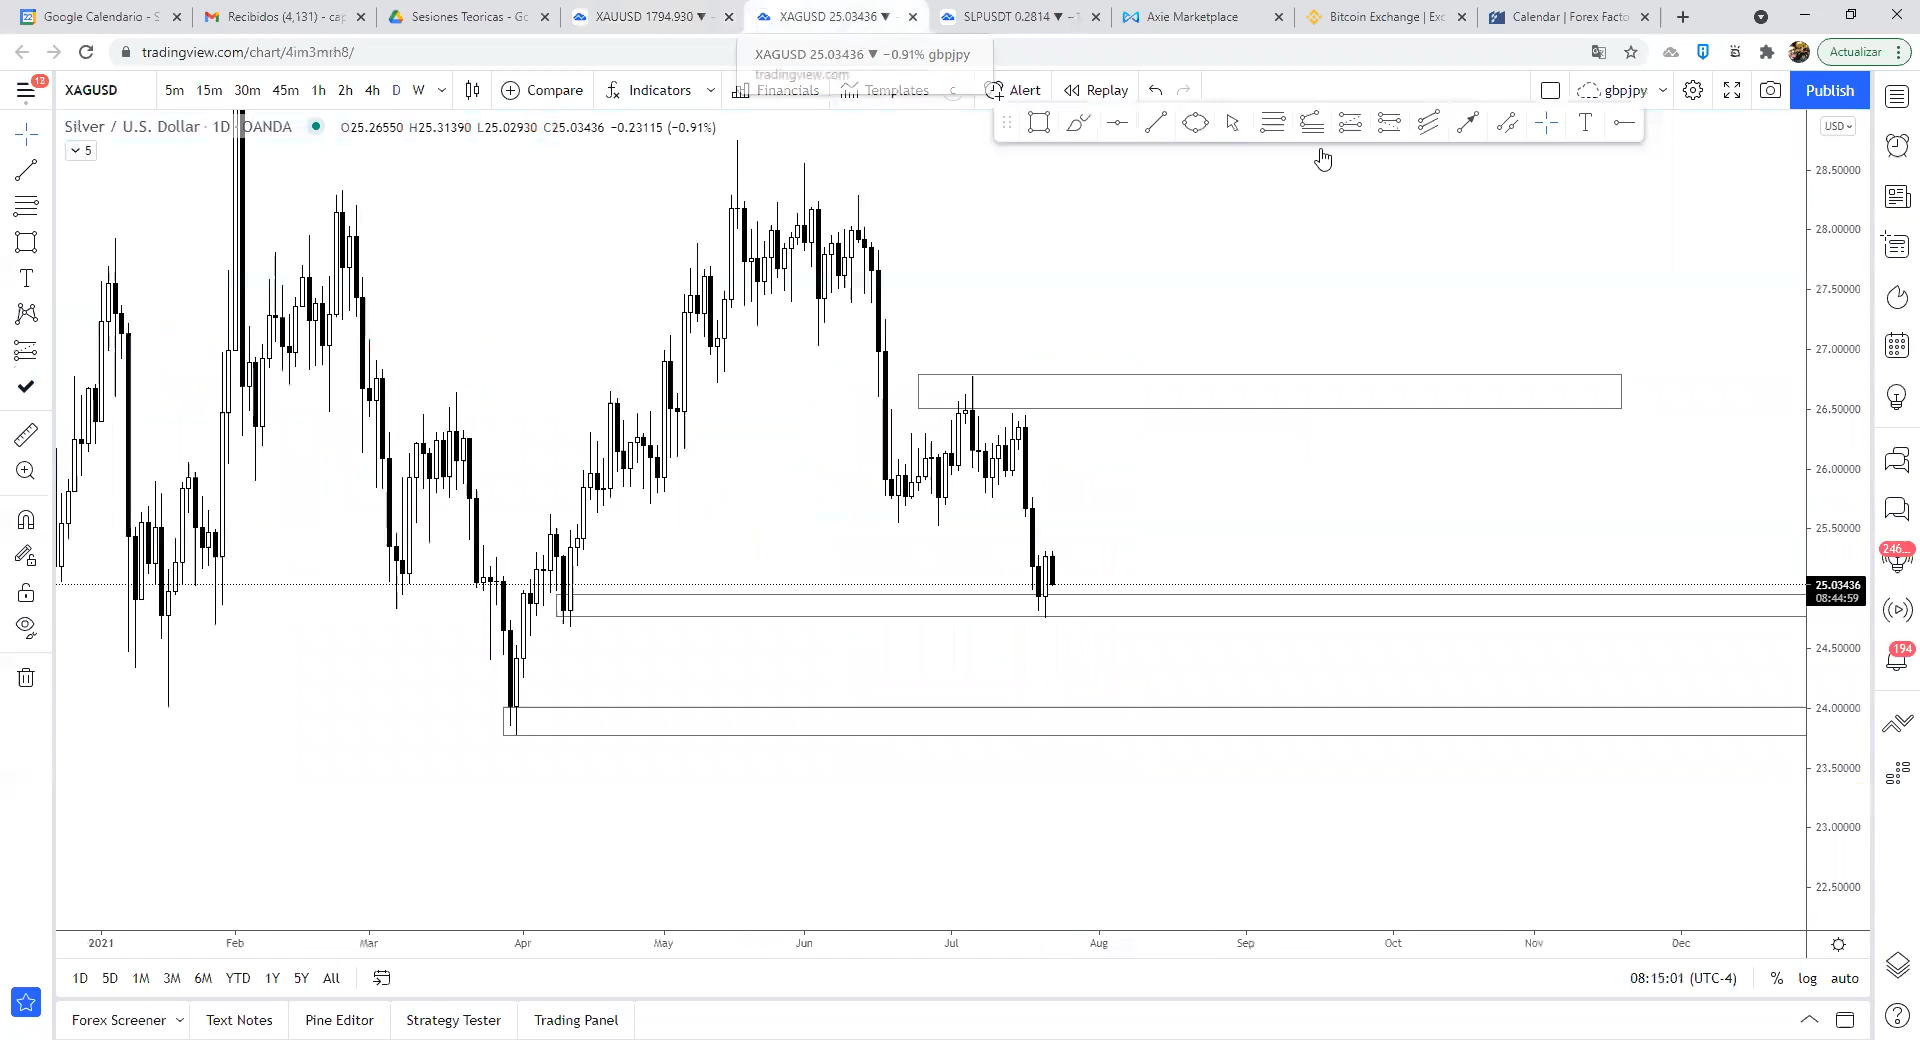 Google Calendario - S
Recibidos (4,131) - cap
Sesiones Teoricas - Go
XAUUSD 1794.930 ▼ −
XAGUSD 25.03436 ▼ −
SLPUSDT 0.2814 ▼ −
Axie Marketplace
Bitcoin Exchange | Exc
Calendar | Forex Facto
tradingview.com/chart/4im3mrh8/
XAGUSD 25.03436 ▼ −0.91% gbpjpy
tradingview.com
Actualizar
12
XAGUSD
5m 15m 30m 45m 1h 2h 4h D W
Compare
Indicators
Financials
Templates
Alert
Replay
gbpjpy
Publish
Silver / U.S. Dollar · 1D · OANDA
O25.26550 H25.31390 L25.02930 C25.03436 −0.23115 (−0.91%)
5
USD
28.50000
28.00000
27.50000
27.00000
26.50000
26.00000
25.50000
25.03436
08:44:59
24.50000
24.00000
23.50000
23.00000
22.50000
246
194
2021 Feb Mar Apr May Jun Jul Aug Sep Oct Nov Dec
1D 5D 1M 3M 6M YTD 1Y 5Y All
08:15:01 (UTC-4) % log auto
Forex Screener Text Notes Pine Editor Strategy Tester Trading Panel